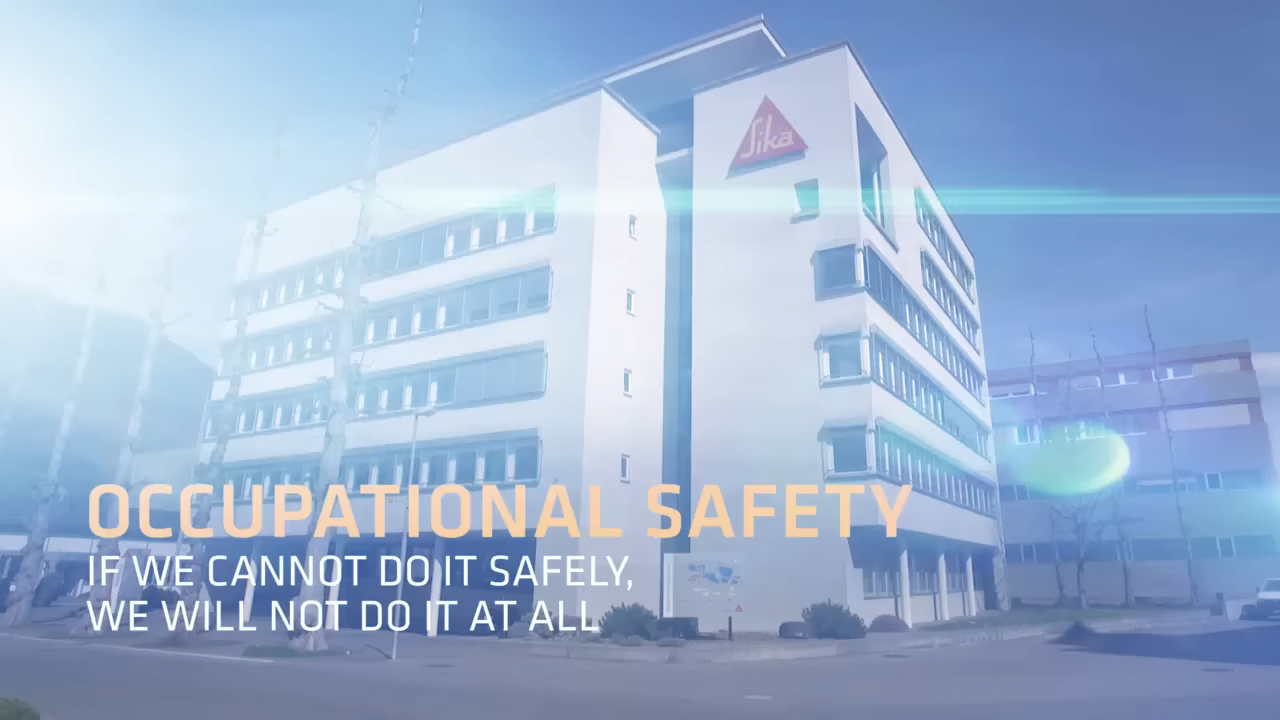 Sika
OCCUPATIONAL SAFETY
IF WE CANNOT DO IT SAFELY,
WE WILL NOT DO IT AT ALL